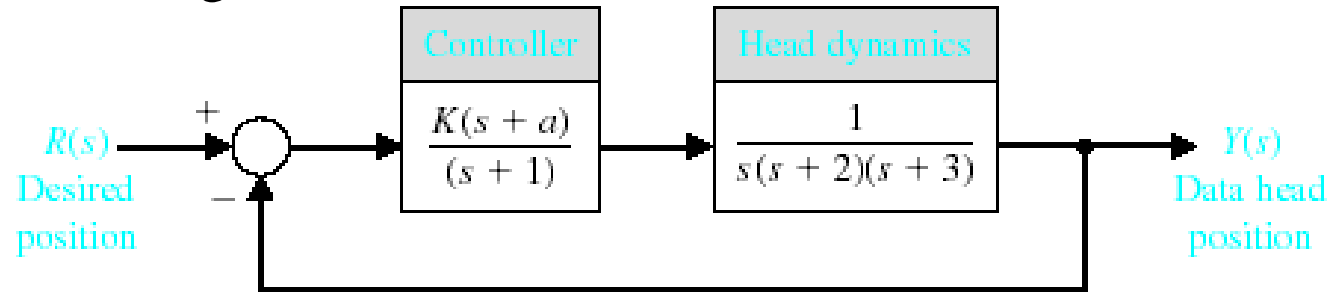 Controller
Head dynamics
+
R(s)
Desired
position
−
K(s + a)
(s + 1)
1
s(s + 2)(s + 3)
Y(s)
Data head
position